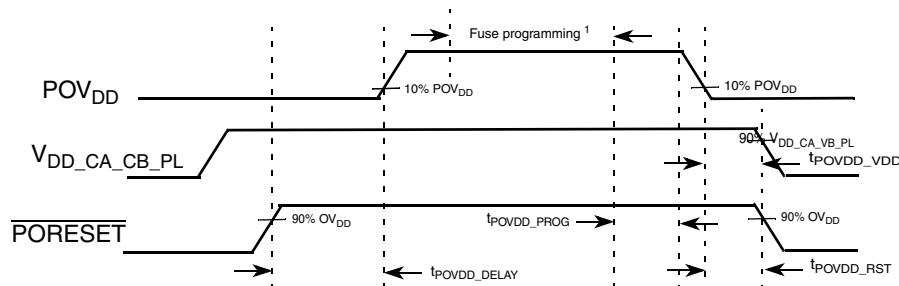 Fuse programming 1
POVDD
10% POVDD
10% POVDD
VDD_CA_CB_PL
90% VDD_CA_VB_PL
tPOVDD_VDD
PORESET
90% OVDD
tPOVDD_PROG
90% OVDD
tPOVDD_DELAY
tPOVDD_RST